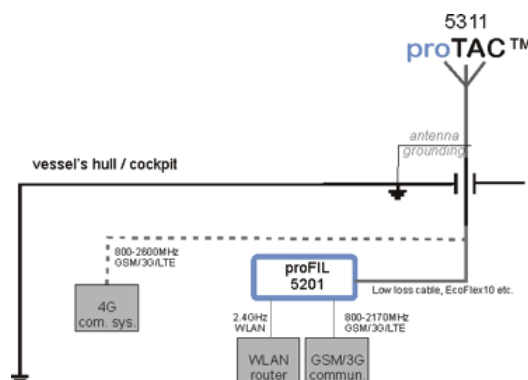 5311
proTAC™
antenna
grounding
vessel's hull / cockpit
800-2600MHz
GSM/3G/LTE
proFIL
5201
Low loss cable, EcoFlex10 etc.
4G
com. sys.
2.4GHz
WLAN
800-2170MHz
GSM/3G/LTE
WLAN
router
GSM/3G
commun.